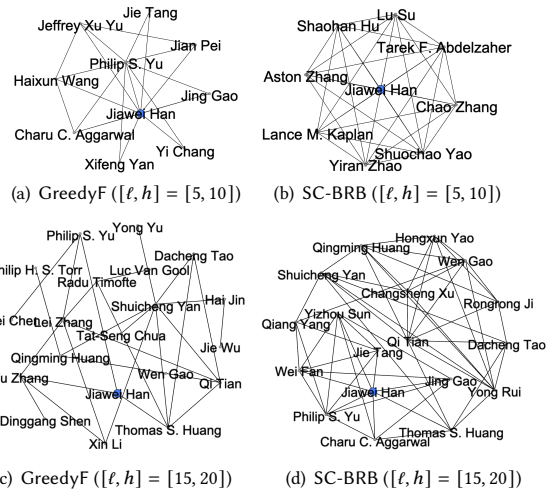 Jie Tang
Jeffrey Xu Yu
Jian Pei
Philip S. Yu
Haixun Wang
Jing Gao
Jiawei Han
Charu C. Aggarwal
Yi Chang
Xifeng Yan
(a) GreedyF ([ℓ, h] = [5, 10])
Lu Su
Shaohan Hu
Tarek F. Abdelzaher
Aston Zhang
Jiawei Han
Chao Zhang
Lance M. Kaplan
Shuochao Yao
Yiran Zhao
(b) SC-BRB ([ℓ, h] = [5, 10])
Yong Yu
Philip S. Yu
Dacheng Tao
hilip H. S. Torr
Luc Van Gool
Radu Timofte
Shuicheng Yan
Hai Jin
ei Chen
Lei Zhang
Tat-Seng Chua
Jie Wu
Qingming Huang
u Zhang
Wen Gao
Qi Tian
Jiawei Han
Dinggang Shen
Thomas S. Huang
Xin Li
c) GreedyF ([ℓ, h] = [15, 20])
Hongxun Yao
Qingming Huang
Wen Gao
Shuicheng Yan
Changsheng Xu
Rongrong Ji
Yizhou Sun
Qiang Yang
Qi Tian
Dacheng Tao
Jie Tang
Wei Fan
Jing Gao
Jiawei Han
Yong Rui
Philip S. Yu
Thomas S. Huang
Charu C. Aggarwal
(d) SC-BRB ([ℓ, h] = [15, 20])